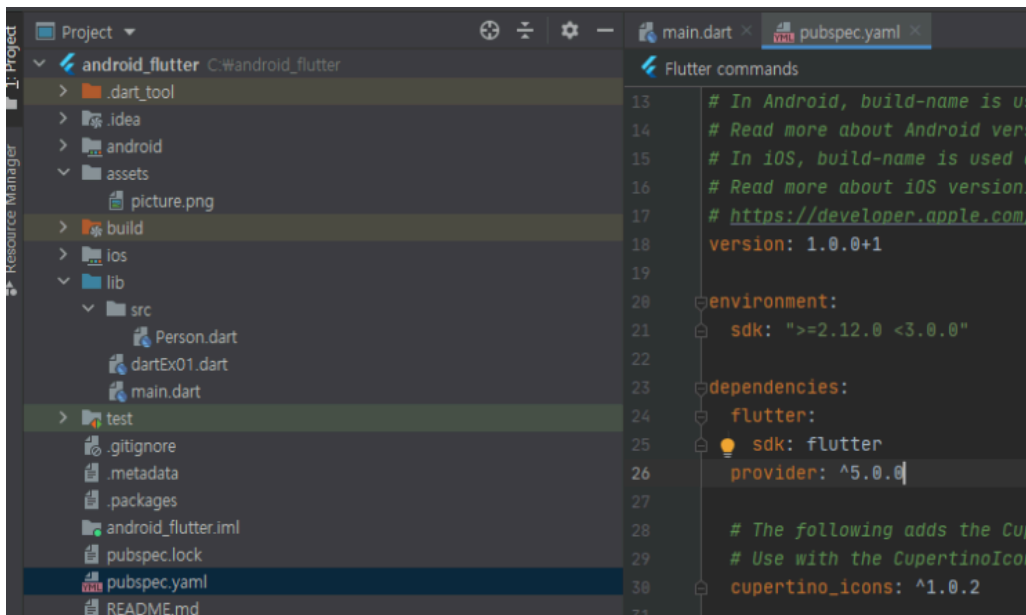 1: Project
Resource Manager
Project
android_flutter C:₩android_flutter
.dart_tool
.idea
android
assets
picture.png
build
ios
lib
src
Person.dart
dartEx01.dart
main.dart
test
.gitignore
.metadata
.packages
android_flutter.iml
pubspec.lock
pubspec.yaml
README.md
main.dart
pubspec.yaml
Flutter commands
13 # In Android, build-name is u
14 # Read more about Android ver
15 # In iOS, build-name is used
16 # Read more about iOS version
17 # https://developer.apple.com
18 version: 1.0.0+1
19
20 environment:
21 sdk: ">=2.12.0 <3.0.0"
22
23 dependencies:
24 flutter:
25 sdk: flutter
26 provider: ^5.0.0
27
28 # The following adds the Cup
29 # Use with the CupertinoIcon
30 cupertino_icons: ^1.0.2
31